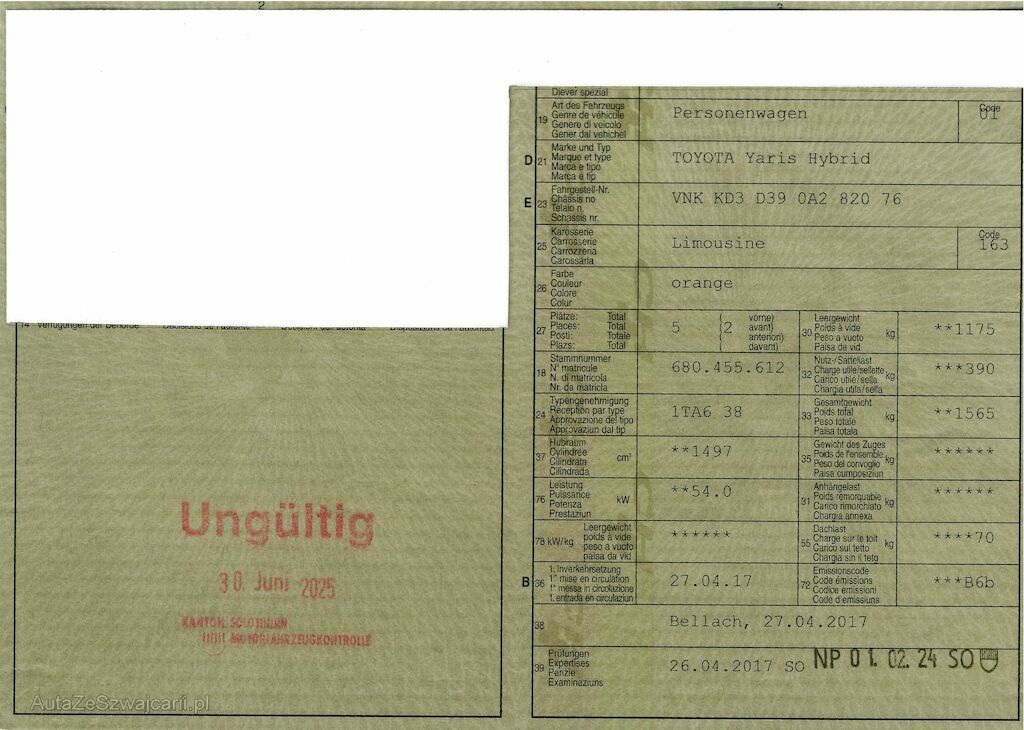 2
3
Diever spezial
19 Art des Fahrzeugs
Genre de véhicule
Genere di veicolo
Gener dal vehichel
Personenwagen
Code
01
D 21 Marke und Typ
Marque et type
Marca e tipo
Marca e tip
TOYOTA Yaris Hybrid
E 23 Fahrgestell-Nr.
Châssis no
Telaio n.
Schassis nr.
VNK KD3 D39 0A2 820 76
25 Karosserie
Carrosserie
Carrozzeria
Carossaria
Limousine
Code
163
26 Farbe
Couleur
Colore
Colur
orange
27 Plätze: Total
Places: Total
Posti: Totale
Plazs: Total
5 (2 vorne)
avant)
anteriori)
davant)
30 Leergewicht
Poids à vide
Peso a vuoto
Paisa da vid
kg
**1175
18 Stammnummer
N° matricule
N. di matricola
Nr. da matricla
680.455.612
32 Nutz-/Sattellast
Charge utile/sellette
Carico utile/sella
Chargia utila/sella
kg
***390
24 Typengenehmigung
Réception par type
Approvazione del tipo
Approvaziun dal tip
1TA6 38
33 Gesamtgewicht
Poids total
Peso totale
Paisa totala
kg
**1565
37 Hubraum
Cylindrée
Cilindrata
Cilindrada
cm³
**1497
35 Gewicht des Zuges
Poids de l'ensemble
Peso del convoglio
Paisa cumposiziun
kg
******
76 Leistung
Puissance
Potenza
Prestaziun
kW
**54.0
31 Anhängelast
Poids remorquable
Carico rimorchiato
Chargia annexa
kg
******
78 kW/kg Leergewicht
poids à vide
peso a vuoto
paisa da vid
******
55 Dachlast
Charge sur le toit
Carico sul tetto
Chargia sin il tetg
kg
****70
B 36 1. Inverkehrsetzung
1re mise en circulation
1a messa in circolazione
1. entrada en circulaziun
27.04.17
72 Emissionscode
Code émissions
Codice emissioni
Code d'emissiuns
***B6b
38
Bellach, 27.04.2017
39 Prüfungen
Expertises
Perizie
Examinaziuns
26.04.2017 SO NP 01. 02. 24 SO
14 Verfügungen der Behörde
Ungültig
30. Juni 2025
KANTON SOLOTHURN
MOTORFAHRZEUGKONTROLLE
AutaZeSzwajcarii.pl